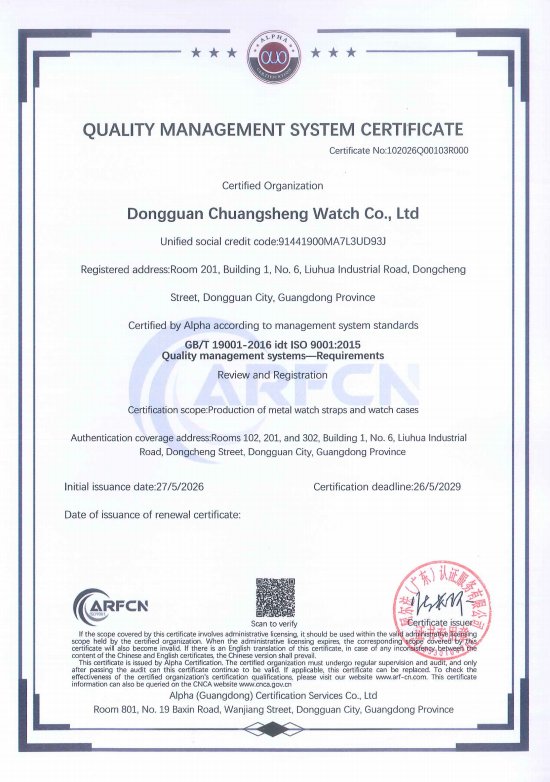 ALPHA
QUALITY MANAGEMENT SYSTEM CERTIFICATE
Certificate No:102026Q00103R000
Certified Organization
Dongguan Chuangsheng Watch Co., Ltd
Unified social credit code:91441900MA7L3UD93J
Registered address:Room 201, Building 1, No. 6, Liuhua Industrial Road, Dongcheng
Street, Dongguan City, Guangdong Province
Certified by Alpha according to management system standards
GB/T 19001-2016 idt ISO 9001:2015
Quality management systems—Requirements
Review and Registration
ARFCN
Certification scope:Production of metal watch straps and watch cases
Authentication coverage address:Rooms 102, 201, and 302, Building 1, No. 6, Liuhua Industrial
Road, Dongcheng Street, Dongguan City, Guangdong Province
Initial issuance date:27/5/2026
Certification deadline:26/5/2029
Date of issuance of renewal certificate:
ARFCN
Scan to verify
Certificate issuer
If the scope covered by this certificate involves administrative licensing, it should be used within the valid administrative licensing
scope held by the certified organization. When the administrative licensing expires, the corresponding scope covered by this
certificate will also become invalid. If there is an English translation of this certificate, in case of any inconsistency between the
content of the Chinese and English certificates, the Chinese version shall prevail.
This certificate is issued by Alpha Certification. The certified organization must undergo regular supervision and audit, and only
after passing the audit can this certificate continue to be valid. If applicable, this certificate can be replaced. To check the
effectiveness of the certified organization's certification qualifications, please visit our website www.arf-cn.com. This certificate
information can also be queried on the CNCA website www.cnca.gov.cn
Alpha (Guangdong) Certification Services Co., Ltd
Room 801, No. 19 Baxin Road, Wanjiang Street, Dongguan City, Guangdong Province